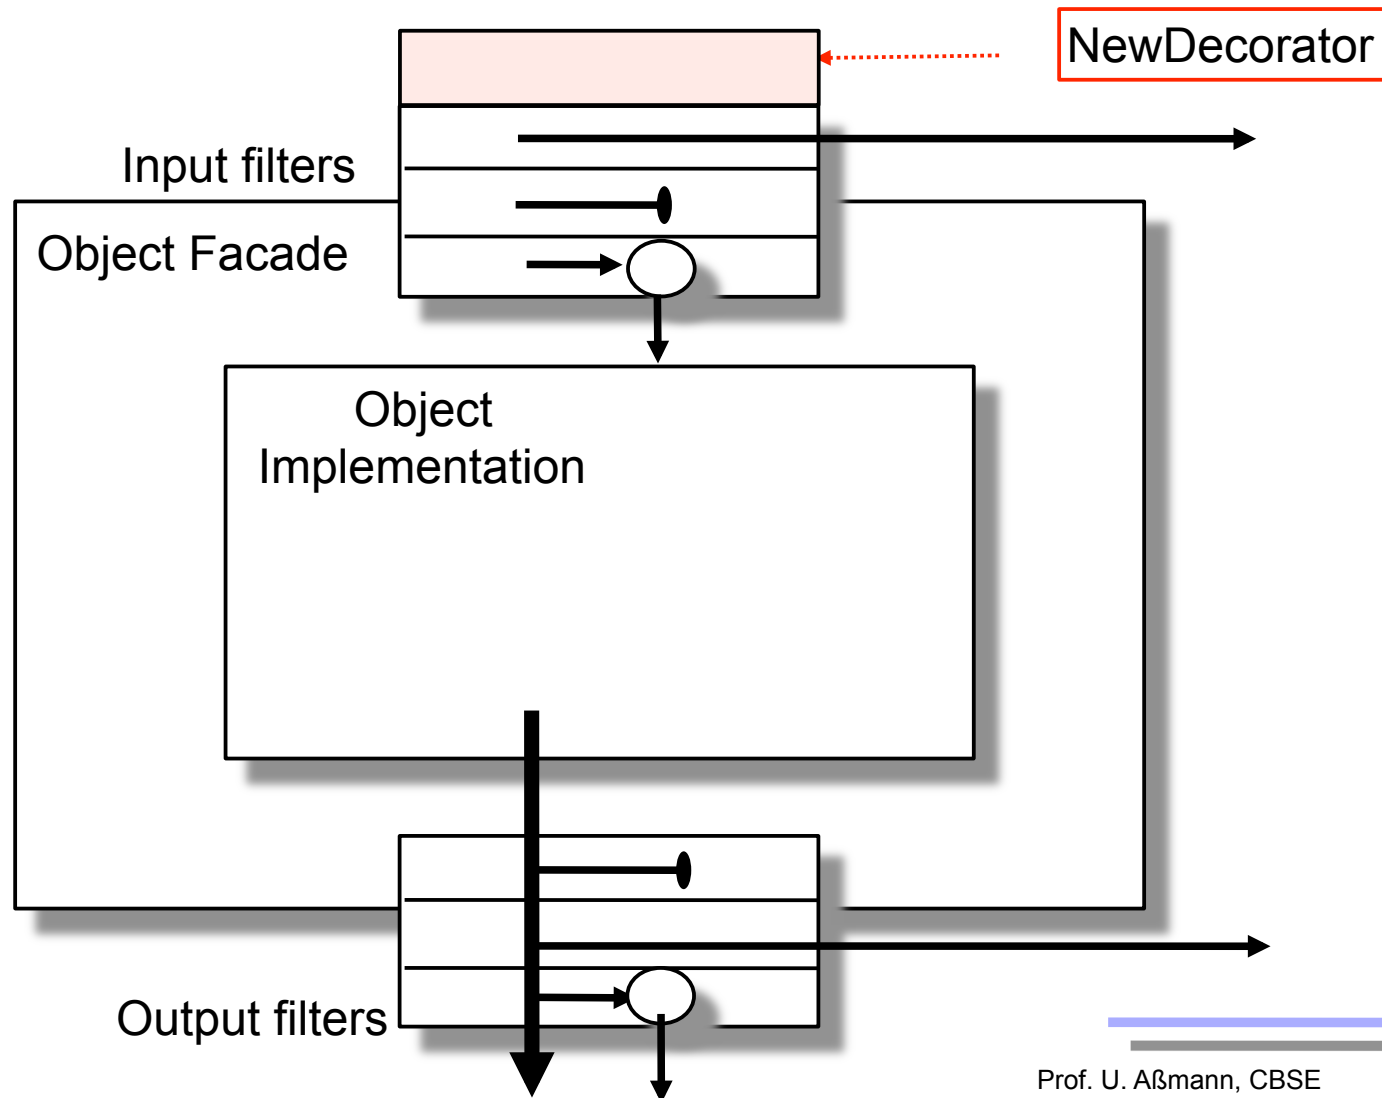 NewDecorator
Input filters
Object Facade
Object
Implementation
Output filters
Prof. U. Aßmann, CBSE